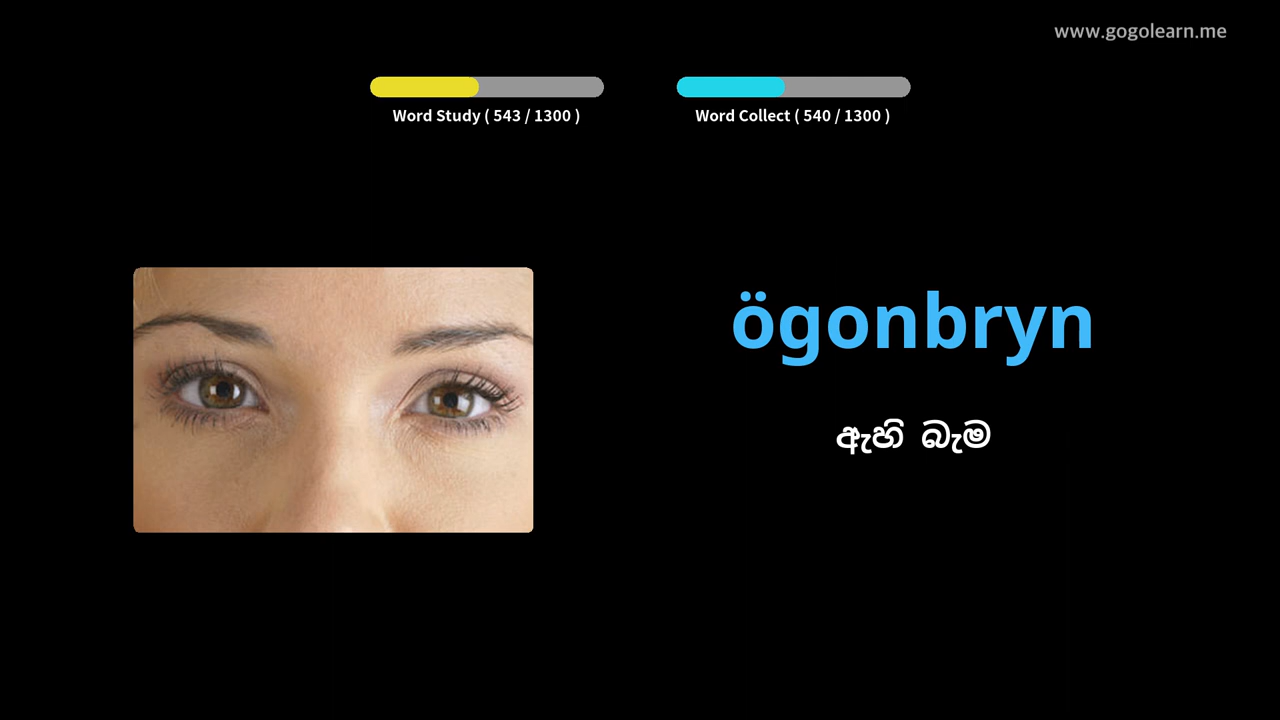 www.gogolearn.me
Word Study ( 543 / 1300 )
Word Collect ( 540 / 1300 )
ögonbryn
ඇහි බැම